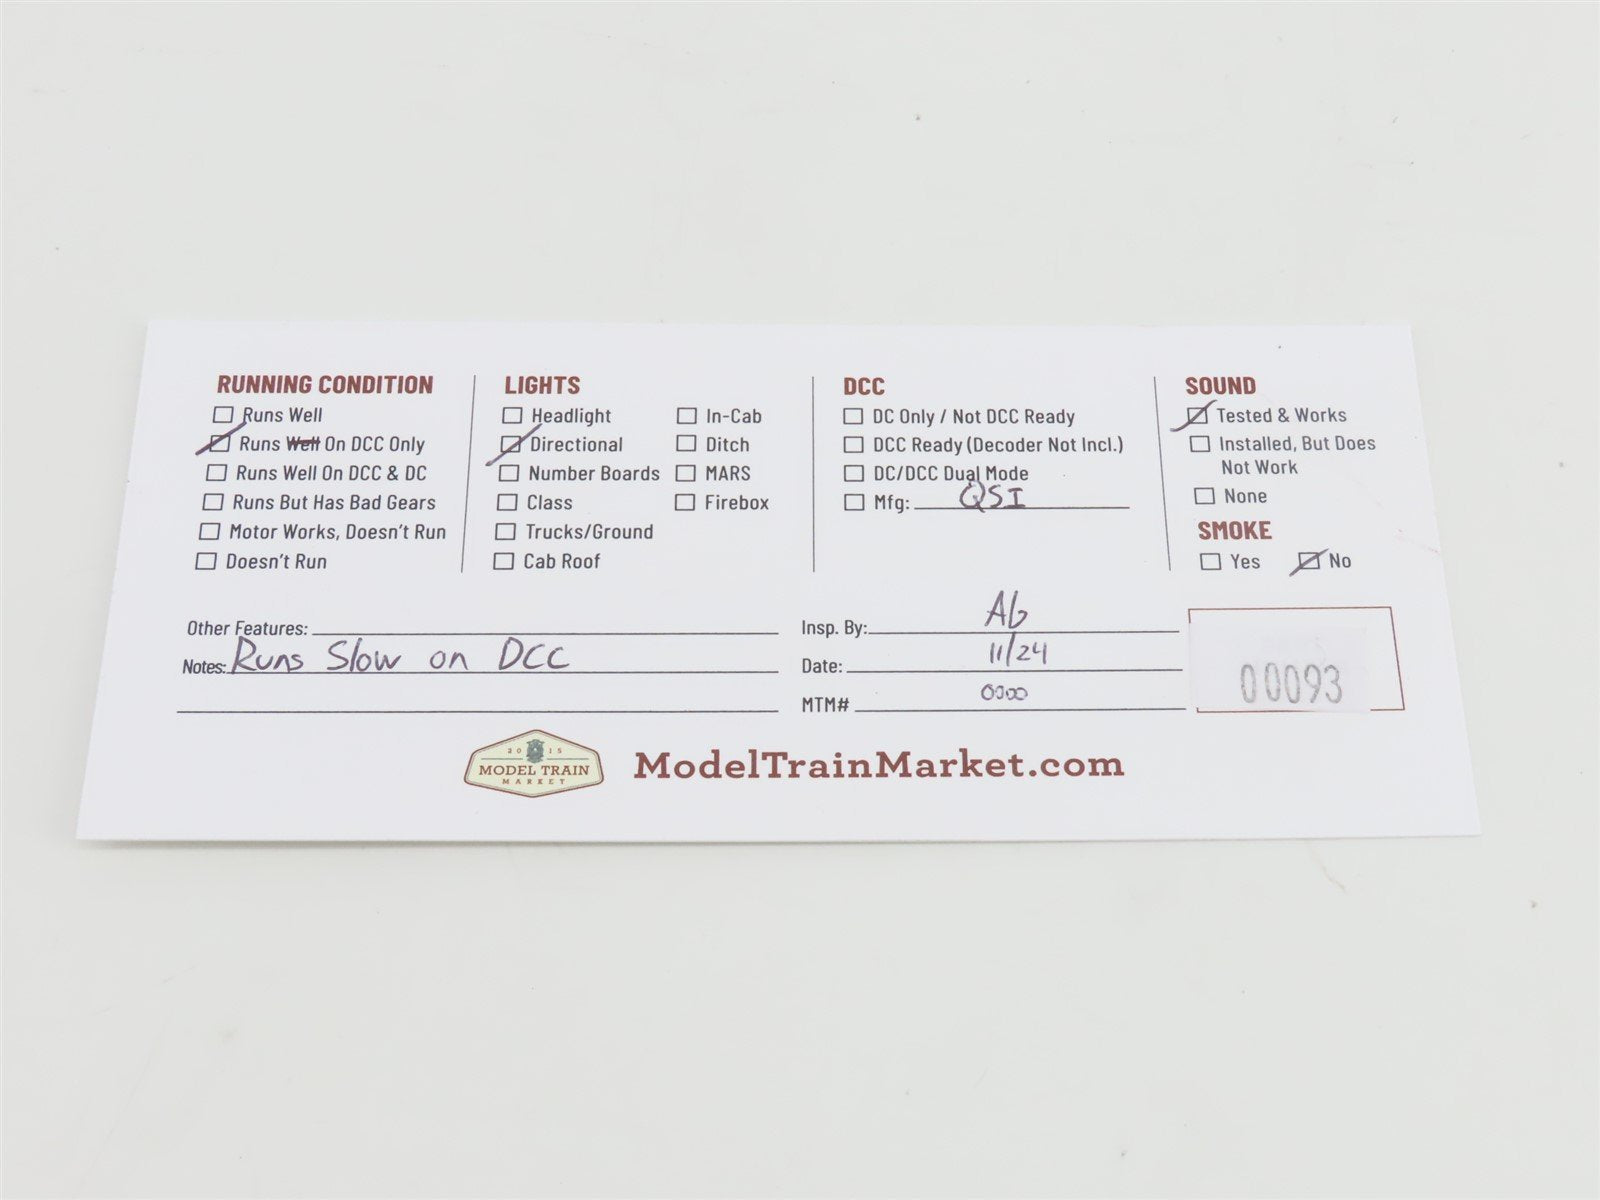 RUNNING CONDITION
☐ Runs Well
☑ Runs ~~Well~~ On DCC Only
☐ Runs Well On DCC & DC
☐ Runs But Has Bad Gears
☐ Motor Works, Doesn't Run
☐ Doesn't Run
LIGHTS
☐ Headlight
☑ Directional
☐ Number Boards
☐ Class
☐ Trucks/Ground
☐ Cab Roof
☐ In-Cab
☐ Ditch
☐ MARS
☐ Firebox
DCC
☐ DC Only / Not DCC Ready
☐ DCC Ready (Decoder Not Incl.)
☐ DC/DCC Dual Mode
☐ Mfg: QSI
SOUND
☑ Tested & Works
☐ Installed, But Does
Not Work
☐ None
SMOKE
☐ Yes ☑ No
Other Features:
Notes: Runs Slow on DCC
Insp. By: AG
Date: 11/24
MTM# 0000
00093
2015
MODEL TRAIN
MARKET
ModelTrainMarket.com